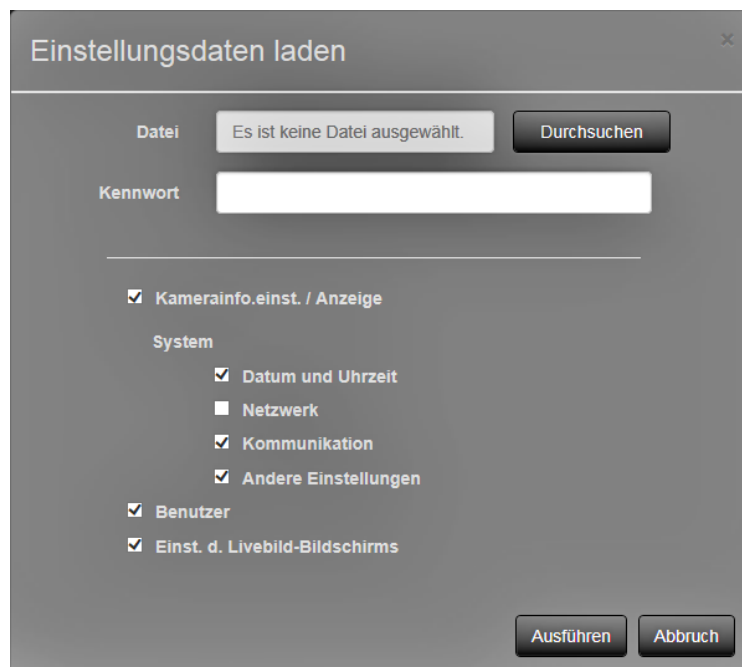 Einstellungsdaten laden ×
Datei Es ist keine Datei ausgewählt. Durchsuchen
Kennwort
Kamerainfo.einst. / Anzeige
System
Datum und Uhrzeit
Netzwerk
Kommunikation
Andere Einstellungen
Benutzer
Einst. d. Livebild-Bildschirms
Ausführen Abbruch